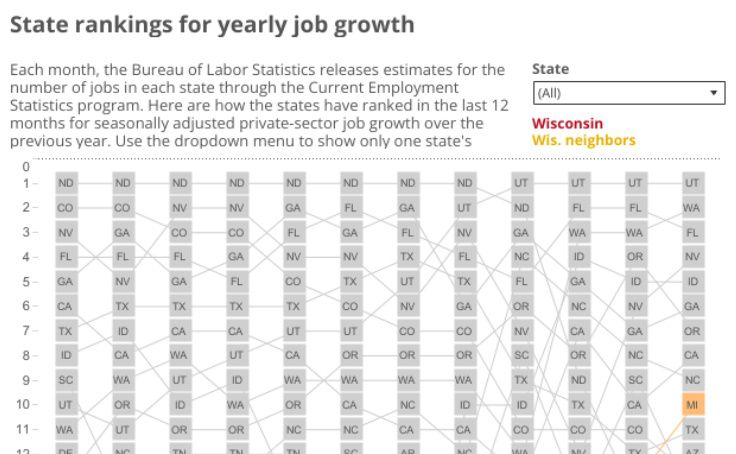 State rankings for yearly job growth
Each month, the Bureau of Labor Statistics releases estimates for the
number of jobs in each state through the Current Employment
Statistics program. Here are how the states have ranked in the last 12
months for seasonally adjusted private-sector job growth over the
previous year. Use the dropdown menu to show only one state's
State
(All)
Wisconsin
Wis. neighbors
0
1 ND ND ND ND ND ND ND ND UT UT UT UT
2 CO CO NV NV GA FL GA UT ND FL FL WA
3 NV GA CO CO FL GA FL NV GA WA WA FL
4 FL FL FL GA NV NV TX FL NC ID OR NV
5 GA NV GA FL CO TX UT TX FL GA ID ID
6 CA TX TX TX TX CO NV GA OR NC NV GA
7 TX ID CA CA UT UT CO CO NV CA GA OR
8 ID CA WA UT CA OR OR OR SC OR NC CA
9 SC WA UT ID WA WA WA WA TX ND SC NC
10 UT OR ID WA OR CA NC ID ID TX CA MI
11 WA UT OR OR NC NC CA CA CO CO CO TX
12 DE NC TN TN TN SC AR NC WA NV TX AZ